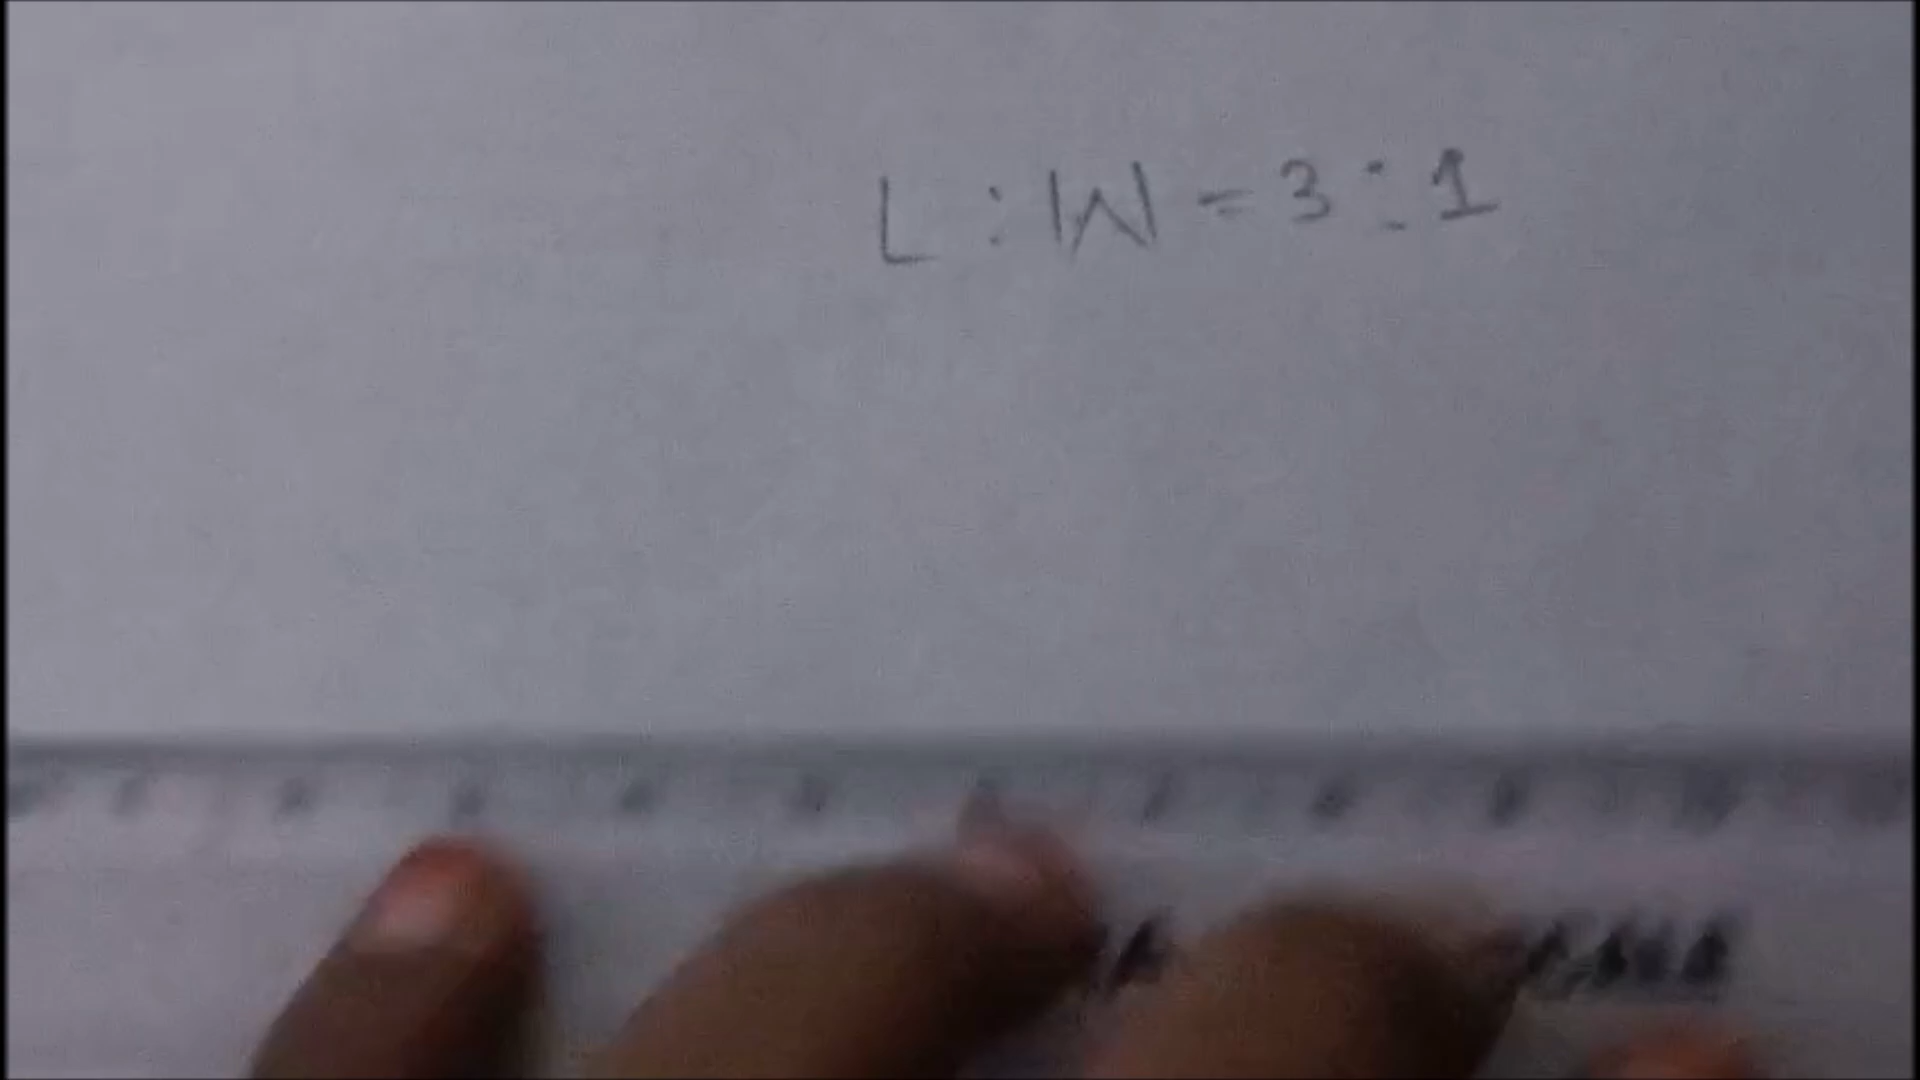 L : W = 3 : 1